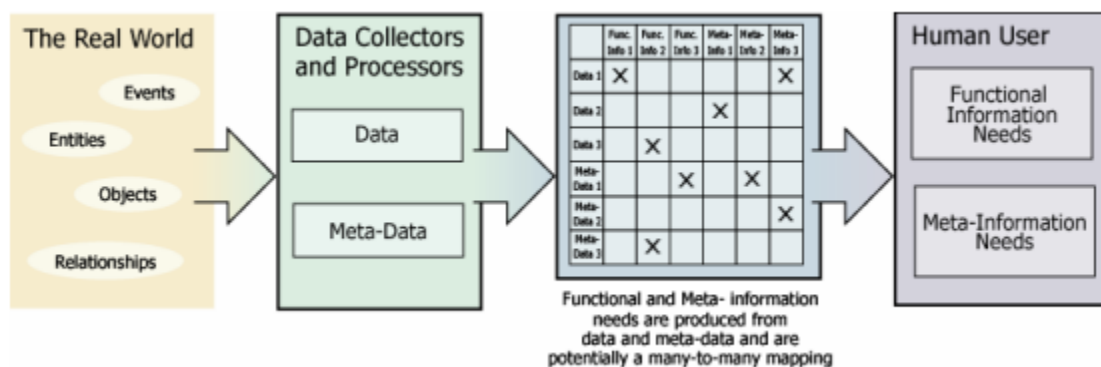 The Real World
Events
Entities
Objects
Relationships
Data Collectors
and Processors
Data
Meta-Data
Func. Func. Func. Meta- Meta- Meta-
Info 1 Info 2 Info 3 Info 1 Info 2 Info 3
Data 1 X X
Data 2 X
Data 3 X
Meta-
Data 1 X X
Meta-
Data 2 X
Meta-
Data 3 X
Functional and Meta- information
needs are produced from
data and meta-data and are
potentially a many-to-many mapping
Human User
Functional
Information
Needs
Meta-Information
Needs